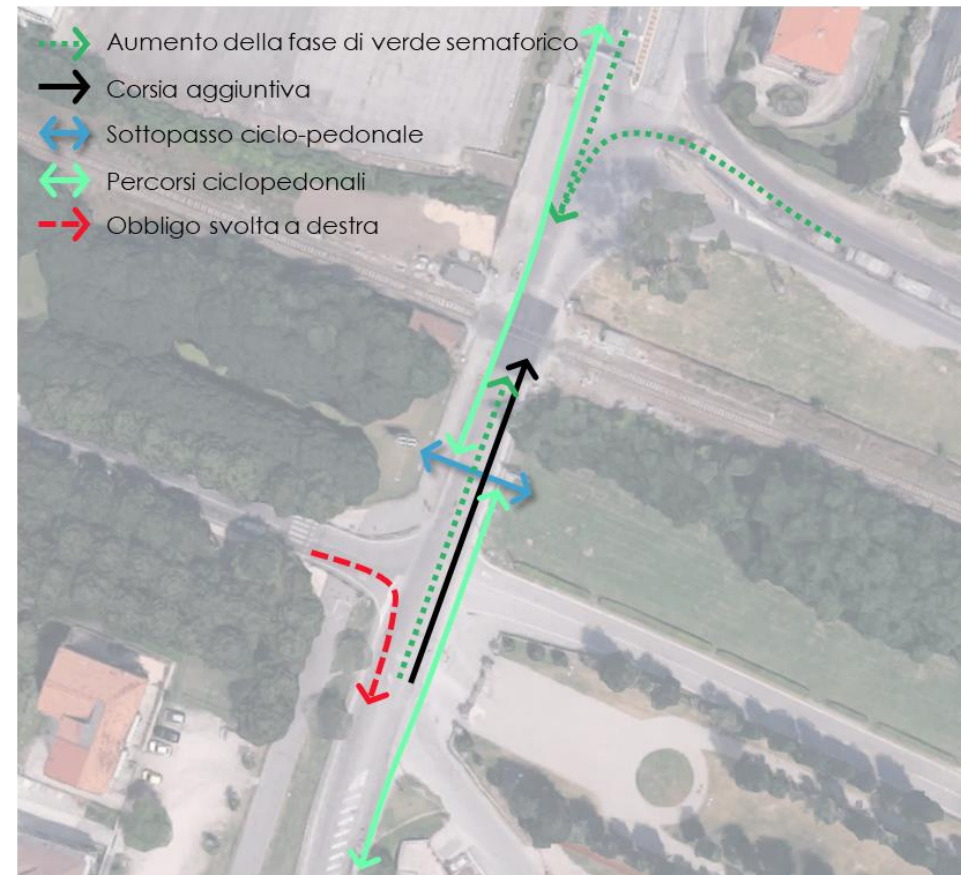 Aumento della fase di verde semaforico
Corsia aggiuntiva
Sottopasso ciclo-pedonale
Percorsi ciclopedonali
Obbligo svolta a destra